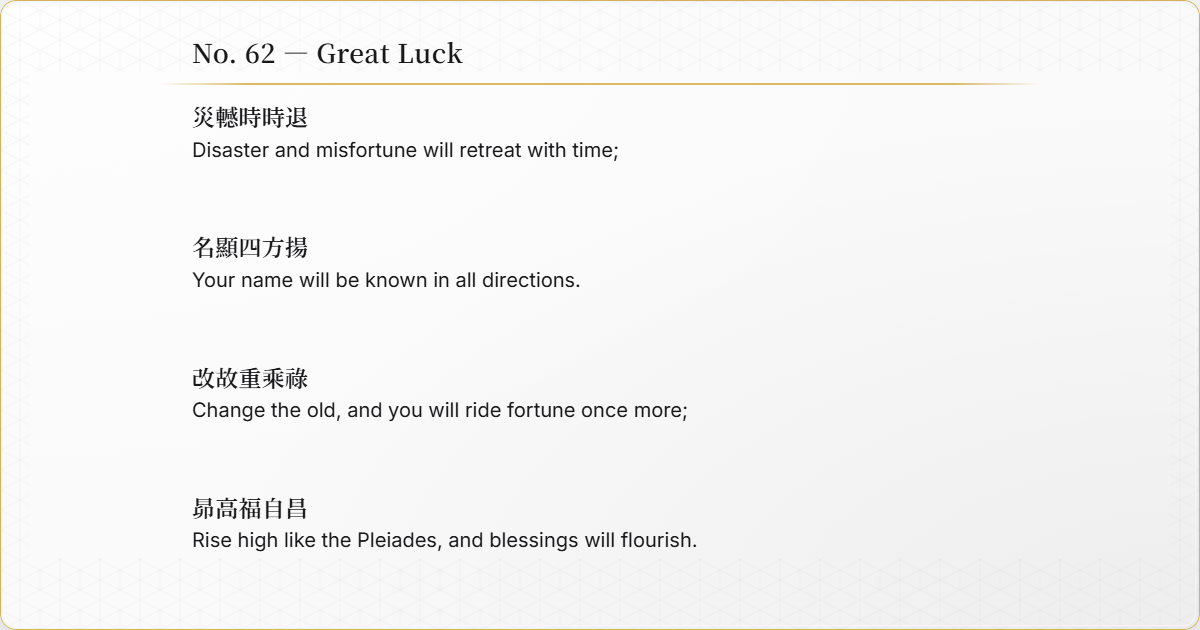 No. 62 — Great Luck
災轗時時退
Disaster and misfortune will retreat with time;
名顯四方揚
Your name will be known in all directions.
改故重乘祿
Change the old, and you will ride fortune once more;
昴高福自昌
Rise high like the Pleiades, and blessings will flourish.